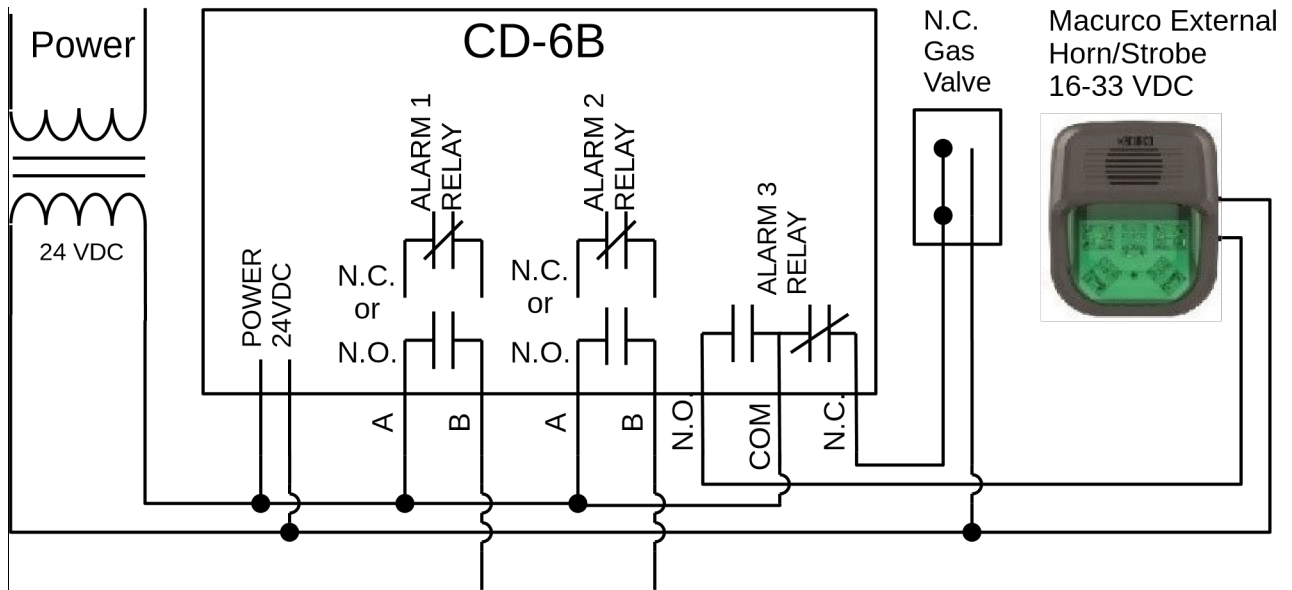 Power
24 VDC
CD-6B
POWER
24VDC
ALARM 1
RELAY
N.C.
or
N.O.
A
B
ALARM 2
RELAY
N.C.
or
N.O.
A
B
ALARM 3
RELAY
N.O.
COM
N.C.
N.C.
Gas
Valve
Macurco External
Horn/Strobe
16-33 VDC